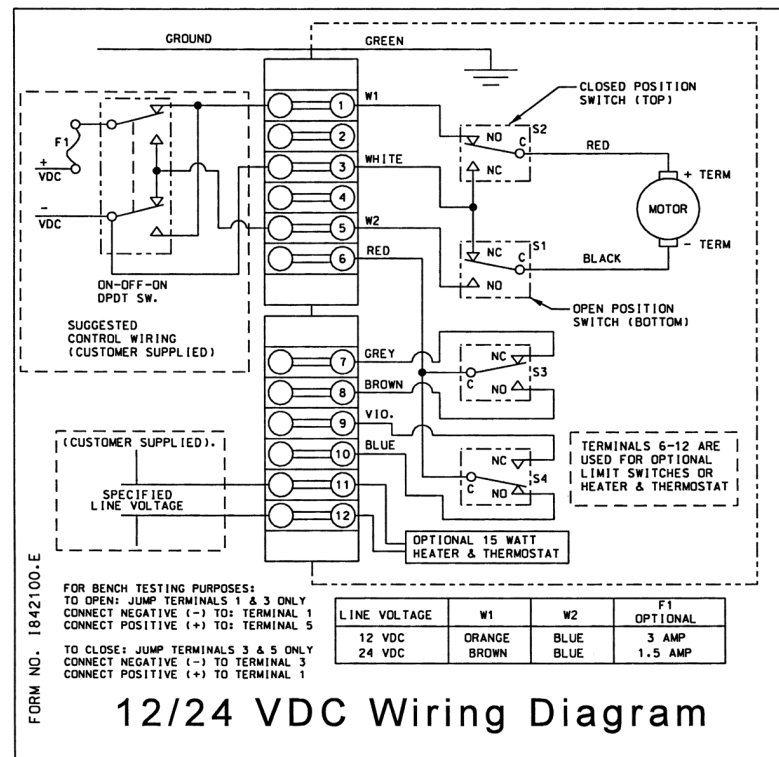 GROUND
GREEN
CLOSED POSITION
SWITCH (TOP)
W1
1
NO
S2
C
RED
NC
F1
+
VDC
2
WHITE
3
+ TERM
MOTOR
- TERM
4
-
VDC
W2
5
RED
6
NC
S1
C
BLACK
NO
ON-OFF-ON
DPDT SW.
OPEN POSITION
SWITCH (BOTTOM)
SUGGESTED
CONTROL WIRING
(CUSTOMER SUPPLIED)
7
GREY
NC
S3
C
NO
8
BROWN
9
VIO.
10
BLUE
NC
S4
C
NO
TERMINALS 6-12 ARE
USED FOR OPTIONAL
LIMIT SWITCHES OR
HEATER & THERMOSTAT
(CUSTOMER SUPPLIED).
SPECIFIED
LINE VOLTAGE
11
12
OPTIONAL 15 WATT
HEATER & THERMOSTAT
FORM NO. I842100.E
FOR BENCH TESTING PURPOSES:
TO OPEN: JUMP TERMINALS 1 & 3 ONLY
CONNECT NEGATIVE (-) TO: TERMINAL 1
CONNECT POSITIVE (+) TO: TERMINAL 5
TO CLOSE: JUMP TERMINALS 3 & 5 ONLY
CONNECT NEGATIVE (-) TO TERMINAL 3
CONNECT POSITIVE (+) TO TERMINAL 1
LINE VOLTAGE W1 W2 F1 OPTIONAL
12 VDC ORANGE BLUE 3 AMP
24 VDC BROWN BLUE 1.5 AMP
12/24 VDC Wiring Diagram